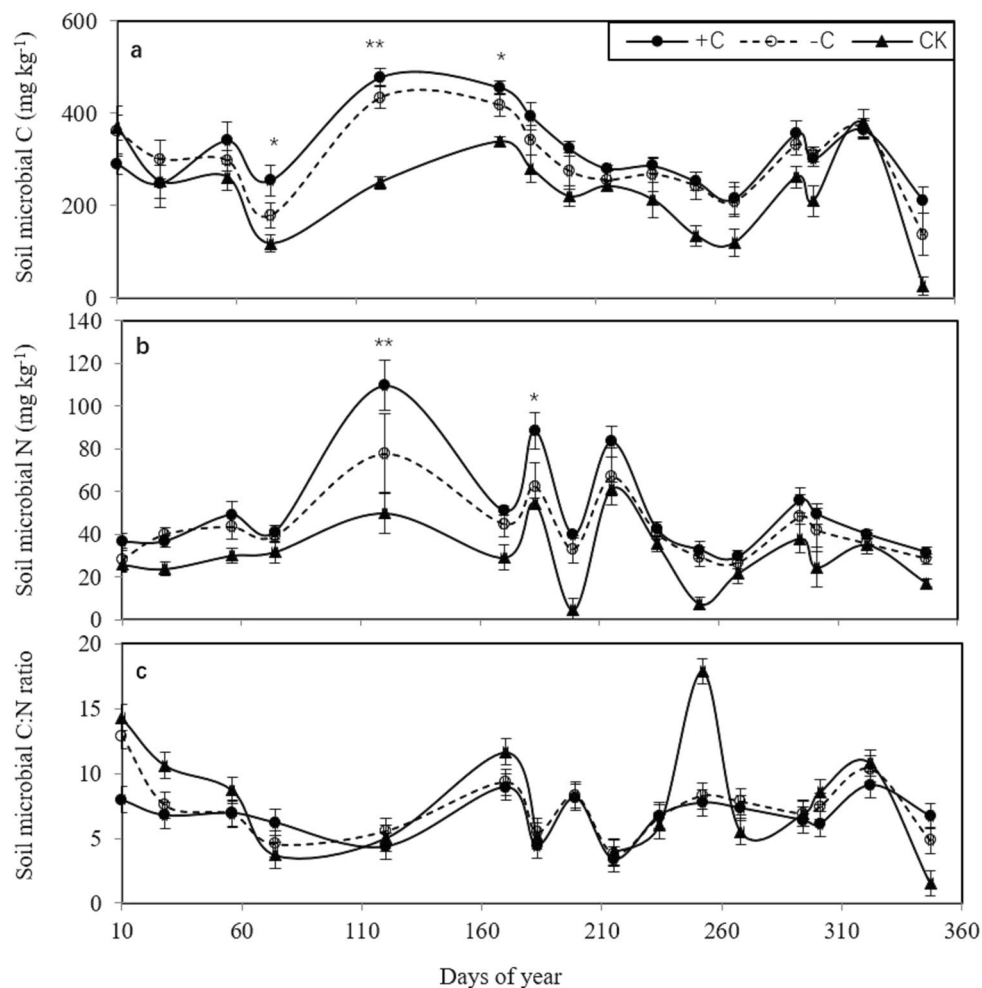 a
+C -C CK
Soil microbial C (mg kg⁻¹)
600
400
200
0
*
**
*
b
Soil microbial N (mg kg⁻¹)
140
120
100
80
60
40
20
0
**
*
c
Soil microbial C:N ratio
20
15
10
5
0
10 60 110 160 210 260 310 360
Days of year